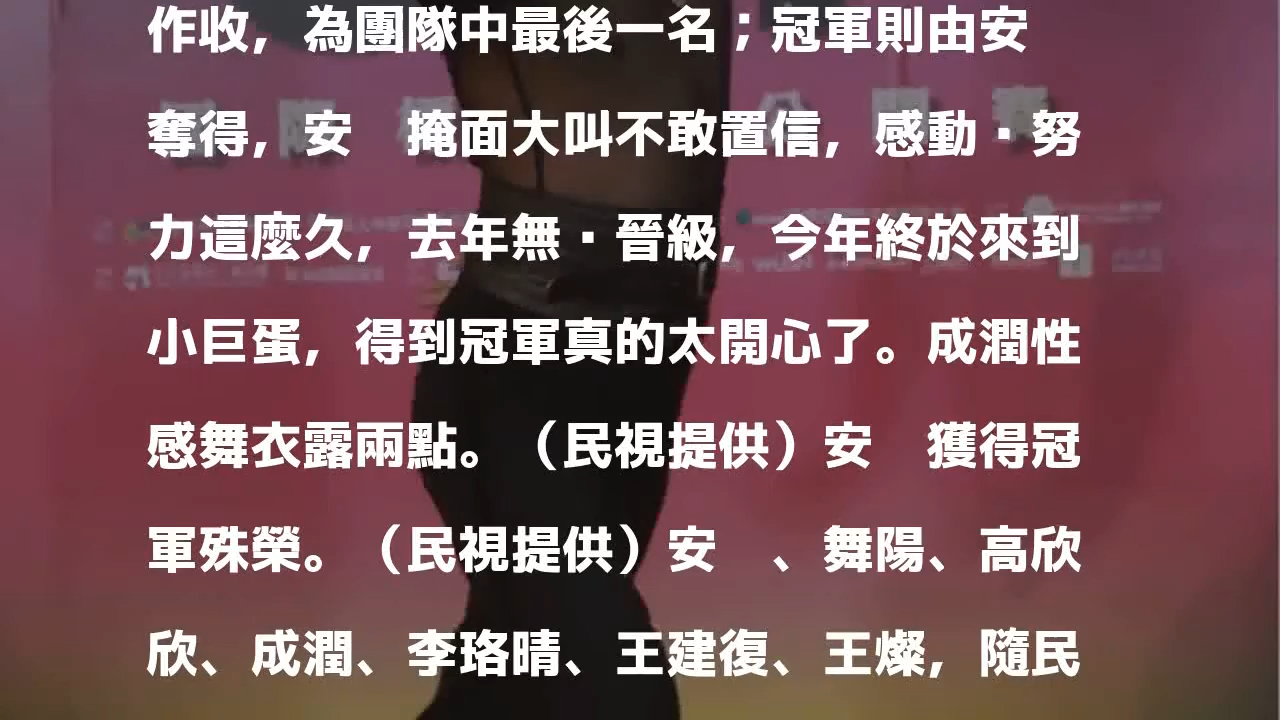 作收，為團隊中最後一名；冠軍則由安
奪得，安　掩面大叫不敢置信，感動·努
力這麼久，去年無·晉級，今年終於來到
小巨蛋，得到冠軍真的太開心了。成潤性
感舞衣露兩點。（民視提供）安　獲得冠
軍殊榮。（民視提供）安　、舞陽、高欣
欣、成潤、李珞晴、王建復、王燦，隨民